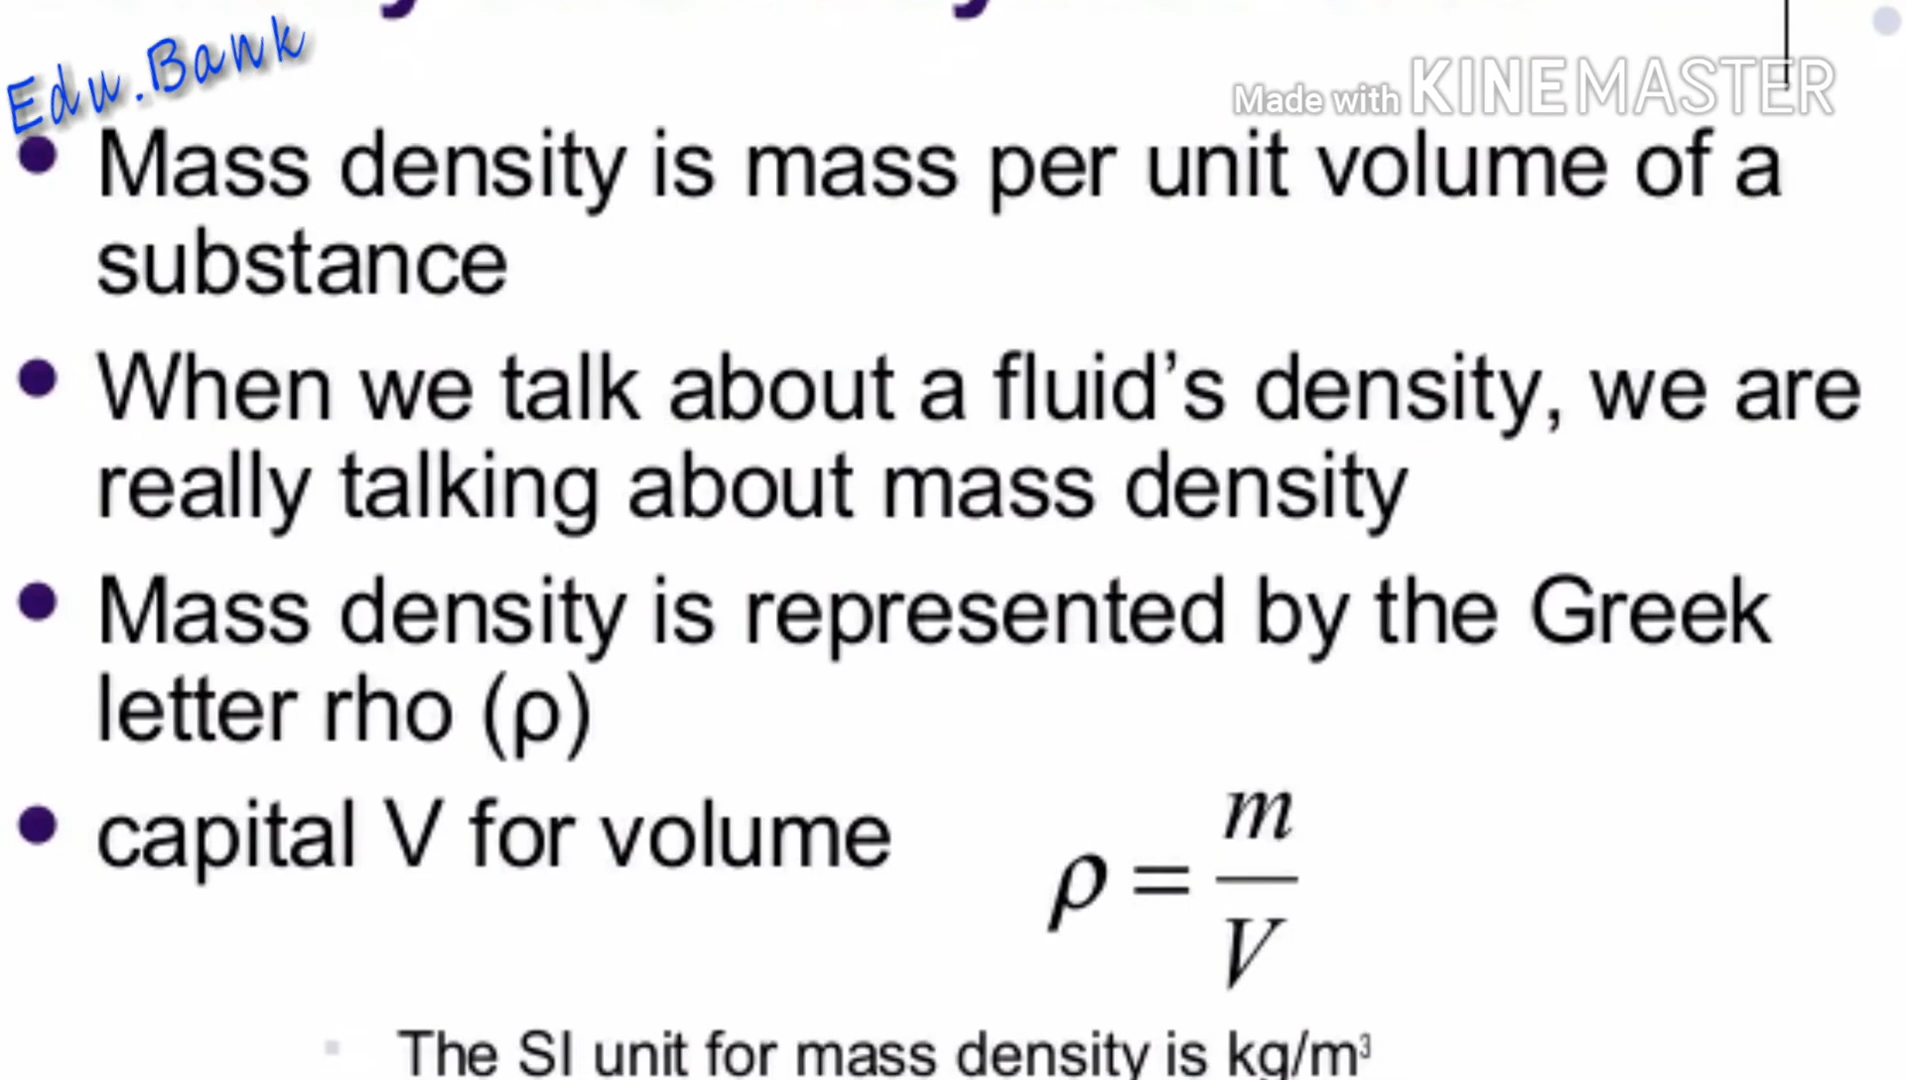 Edu.Bank
Made with KINEMASTER
• Mass density is mass per unit volume of a
substance
• When we talk about a fluid’s density, we are
really talking about mass density
• Mass density is represented by the Greek
letter rho (ρ)
• capital V for volume
ρ = m/V
▪ The SI unit for mass density is kg/m³